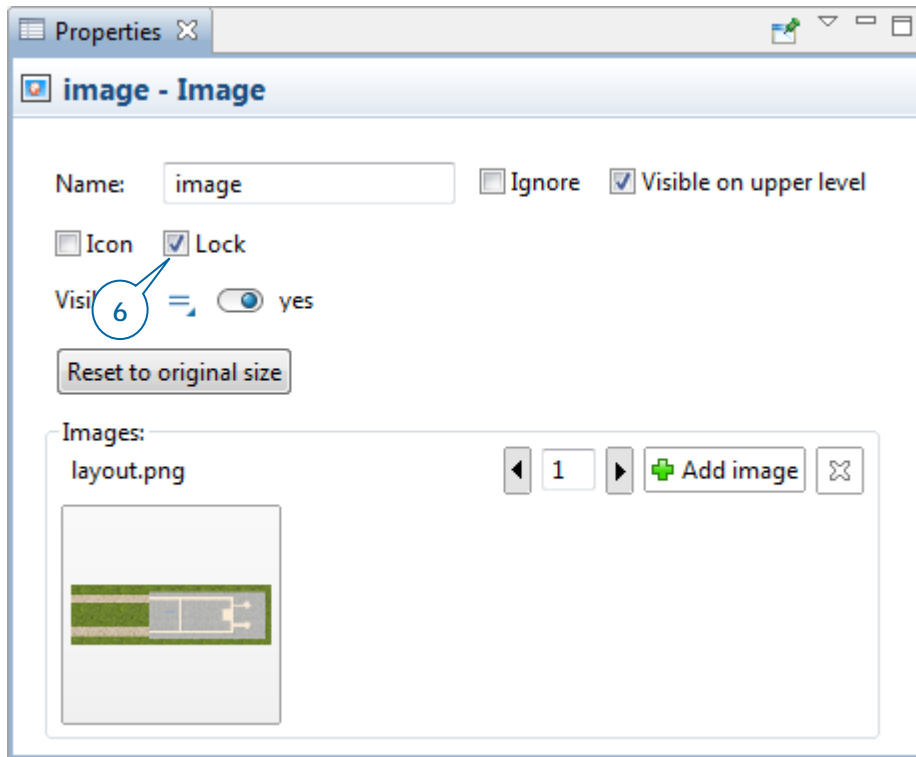 Properties
image - Image
Name: image Ignore Visible on upper level
Icon Lock
Visi 6 = yes
Reset to original size
Images:
layout.png 1 Add image